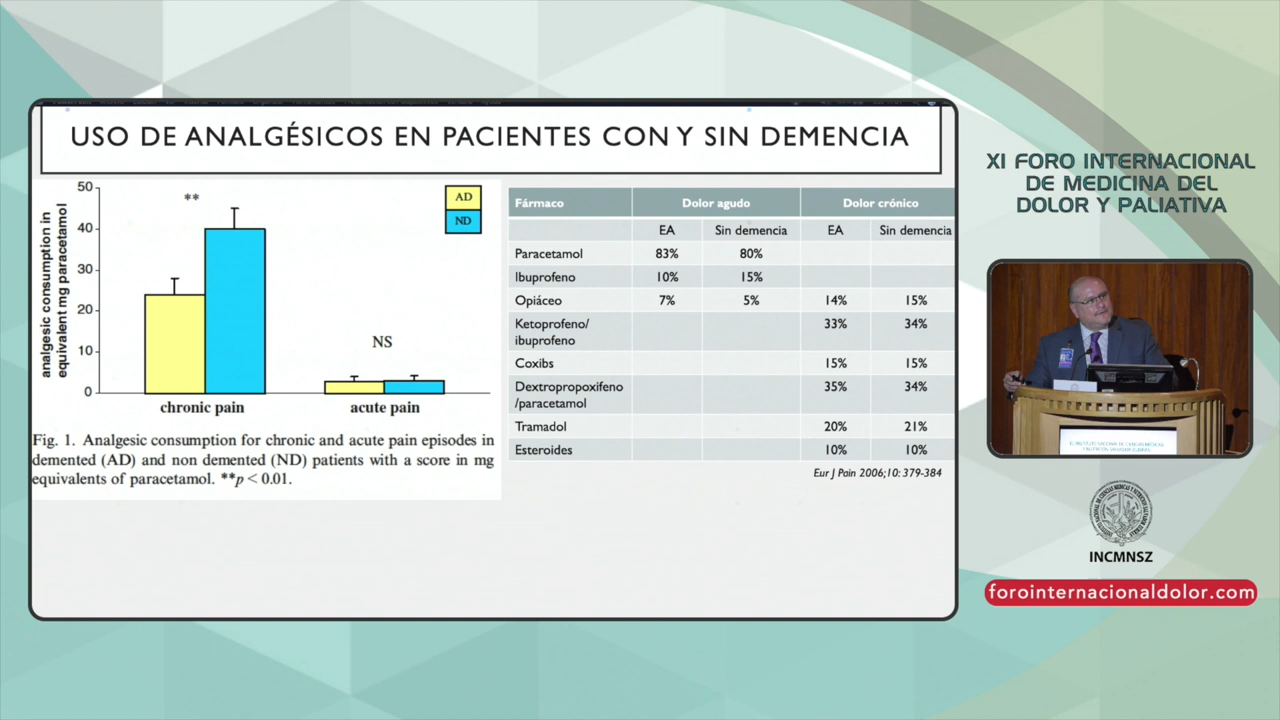 USO DE ANALGÉSICOS EN PACIENTES CON Y SIN DEMENCIA
analgesic consumption in
equivalent mg paracetamol
50
40
30
20
10
0
**
NS
AD
ND
chronic pain
acute pain
Fig. 1. Analgesic consumption for chronic and acute pain episodes in
demented (AD) and non demented (ND) patients with a score in mg
equivalents of paracetamol. **p < 0.01.
Fármaco Dolor agudo Dolor crónico
EA Sin demencia EA Sin demencia
Paracetamol 83% 80%
Ibuprofeno 10% 15%
Opiáceo 7% 5% 14% 15%
Ketoprofeno/
ibuprofeno 33% 34%
Coxibs 15% 15%
Dextropropoxifeno
/paracetamol 35% 34%
Tramadol 20% 21%
Esteroides 10% 10%
Eur J Pain 2006;10: 379-384
XI FORO INTERNACIONAL
DE MEDICINA DEL
DOLOR Y PALIATIVA
INCMNSZ
forointernacionaldolor.com